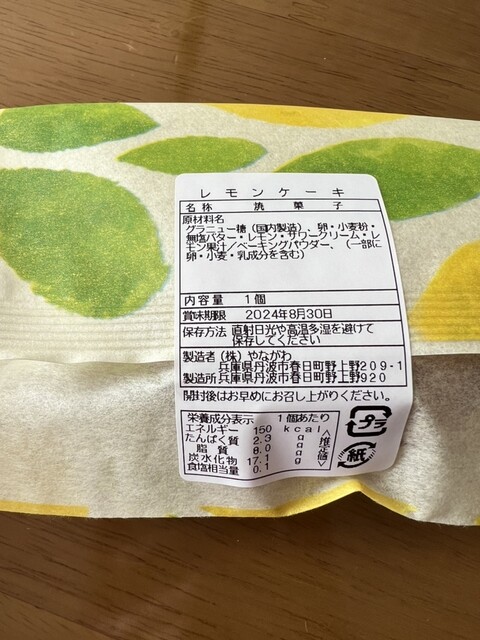 レモンケーキ
名称 焼菓子
原材料名
グラニュー糖(国内製造)、卵・小麦粉・
無塩バター・レモン・サワークリーム・レ
モン果汁/ベーキングパウダー、(一部に
卵・小麦・乳成分を含む)
内容量 1個
賞味期限 2024年8月30日
保存方法 直射日光や高温多湿を避けて
保存してください
製造者 (株)やながわ
兵庫県丹波市春日町野上野209-1
製造所 兵庫県丹波市春日町野上野920
開封後はお早めにお召し上がりください。
栄養成分表示 1個あたり
エネルギー 150 kcal
たんぱく質 2.3 g
脂質 8.0 g
炭水化物 17.1 g
食塩相当量 0.1 g
<推定値>
プラ
紙